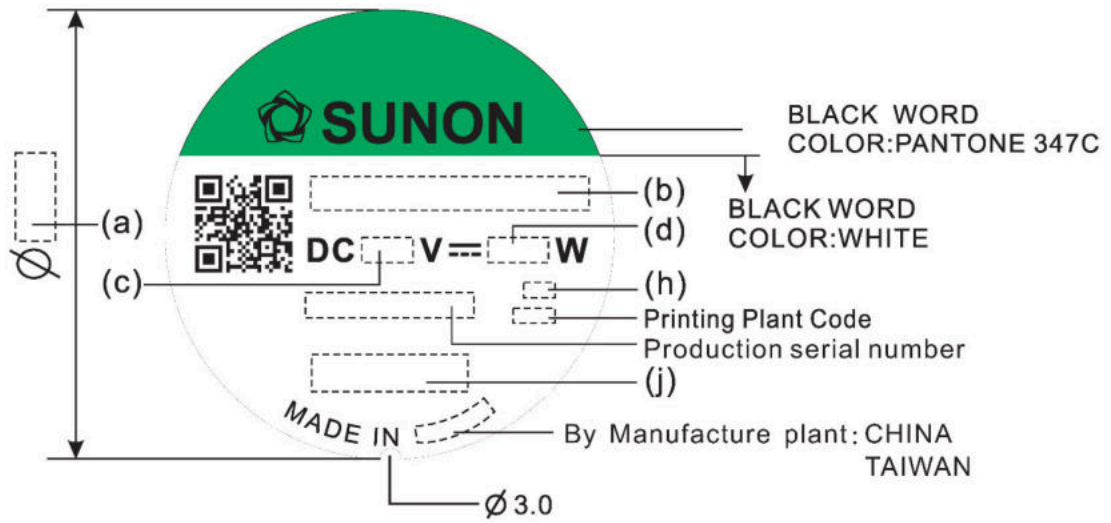 SUNON
BLACK WORD
COLOR:PANTONE 347C
(a)
(b)
BLACK WORD
COLOR:WHITE
DC V W
(d)
(c)
(h)
Printing Plant Code
Production serial number
(j)
MADE IN
By Manufacture plant: CHINA
TAIWAN
Ø
Ø 3.0